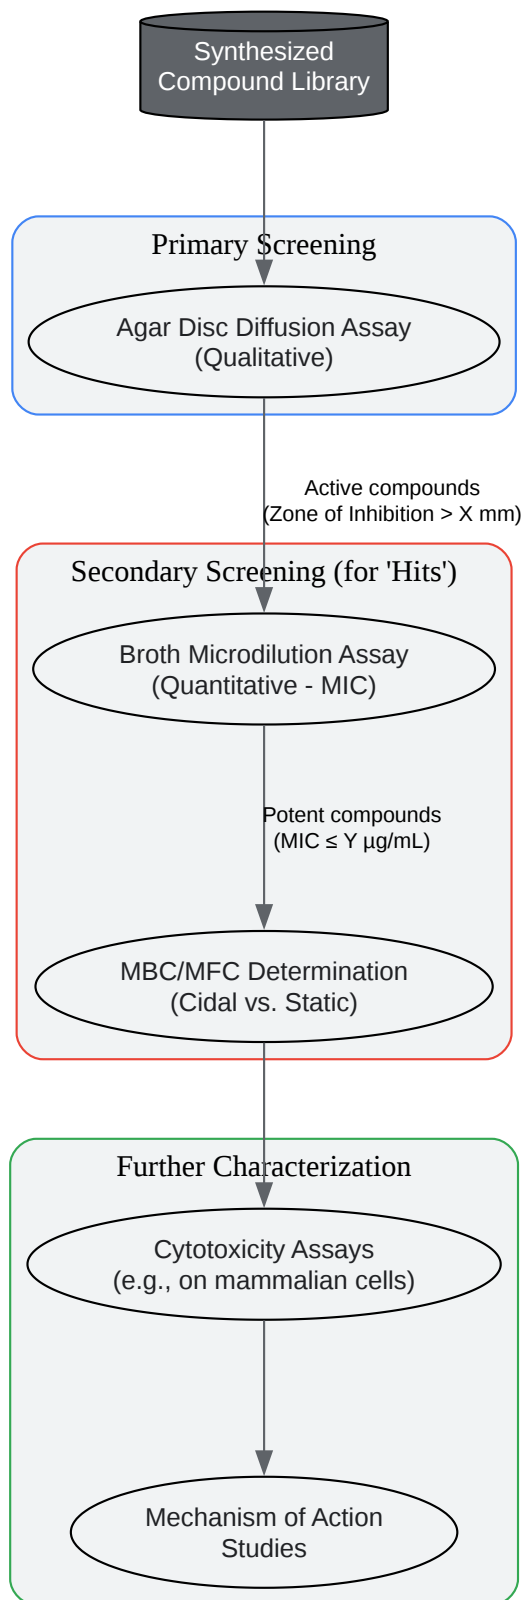 Synthesized
Compound Library
Primary Screening
Agar Disc Diffusion Assay
(Qualitative)
Active compounds
(Zone of Inhibition > X mm)
Secondary Screening (for 'Hits')
Broth Microdilution Assay
(Quantitative - MIC)
Potent compounds
(MIC ≤ Y µg/mL)
MBC/MFC Determination
(Cidal vs. Static)
Further Characterization
Cytotoxicity Assays
(e.g., on mammalian cells)
Mechanism of Action
Studies